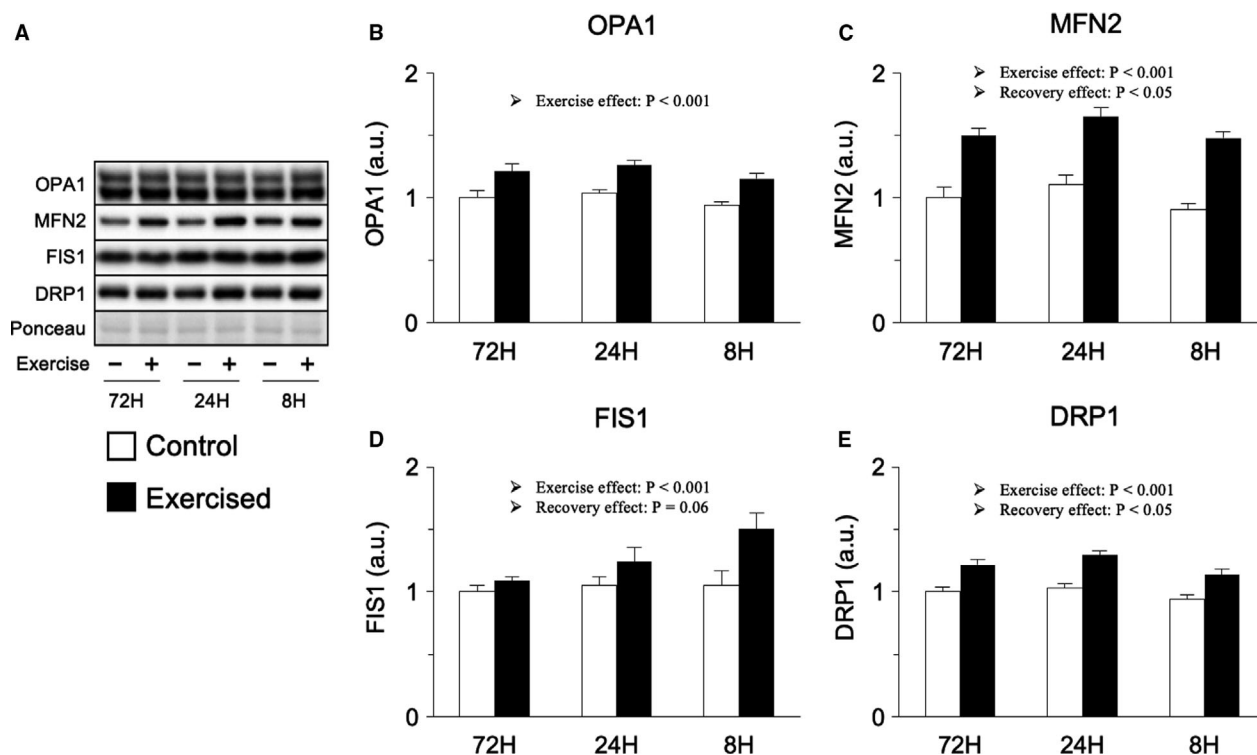 A
OPA1
MFN2
FIS1
DRP1
Ponceau
Exercise − + − + − +
72H 24H 8H
Control
Exercised
B
OPA1
➢ Exercise effect: P < 0.001
OPA1 (a.u.)
2
1
0
72H 24H 8H
C
MFN2
➢ Exercise effect: P < 0.001
➢ Recovery effect: P < 0.05
MFN2 (a.u.)
2
1
0
72H 24H 8H
D
FIS1
➢ Exercise effect: P < 0.001
➢ Recovery effect: P = 0.06
FIS1 (a.u.)
2
1
0
72H 24H 8H
E
DRP1
➢ Exercise effect: P < 0.001
➢ Recovery effect: P < 0.05
DRP1 (a.u.)
2
1
0
72H 24H 8H